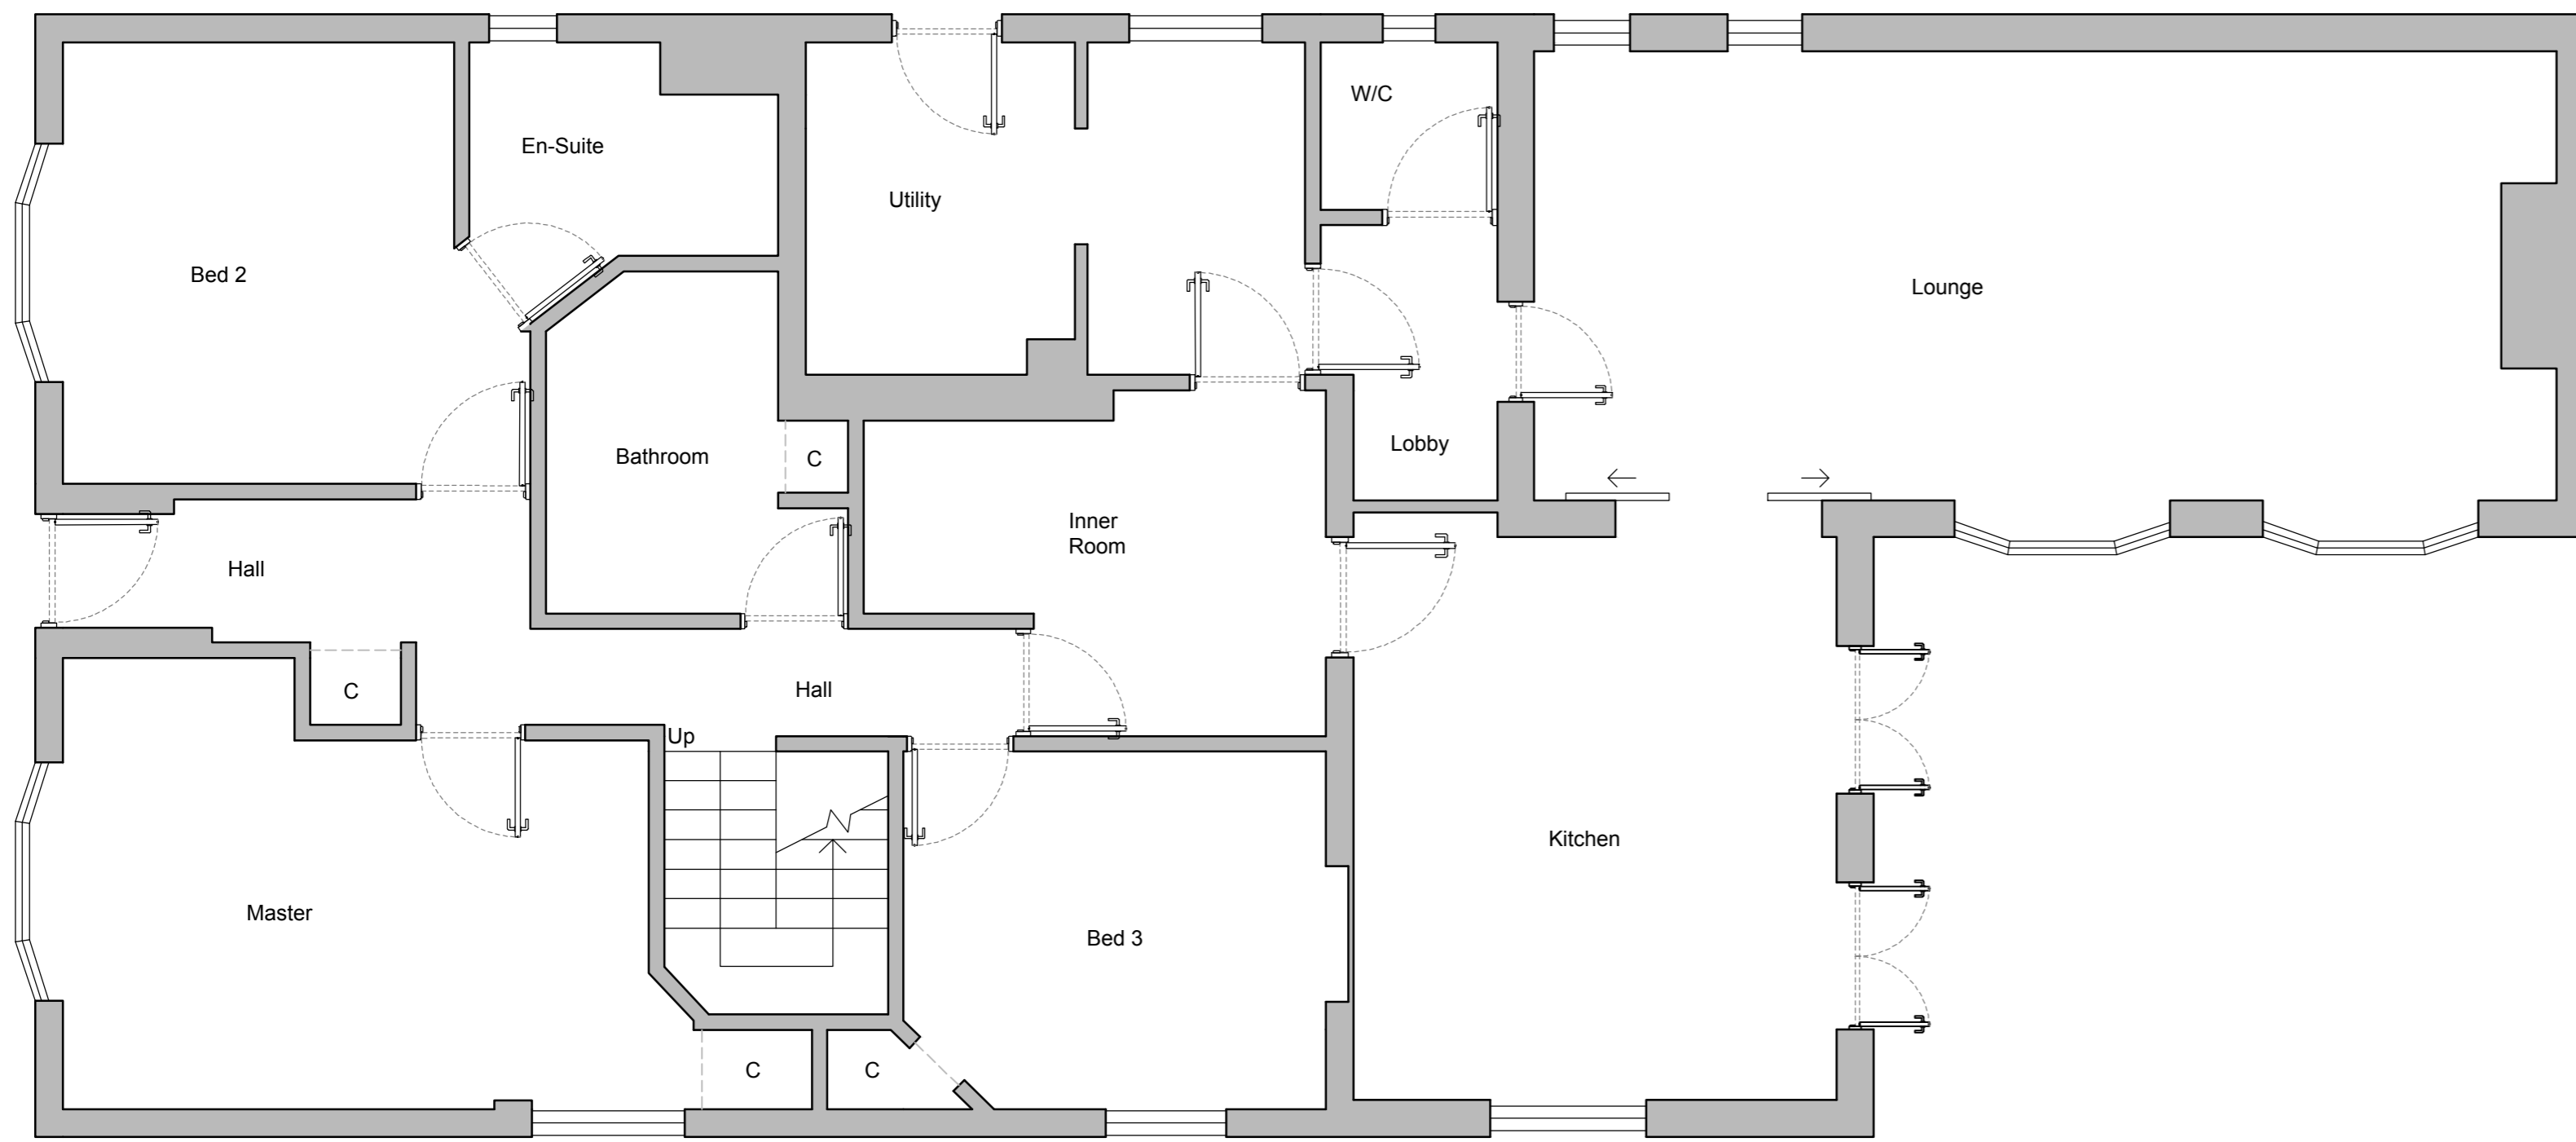 W/C
En-Suite
Utility
Bed 2
Lounge
Lobby
Bathroom
C
Inner
Room
Hall
C
Hall
Up
Kitchen
Master
Bed 3
C
C